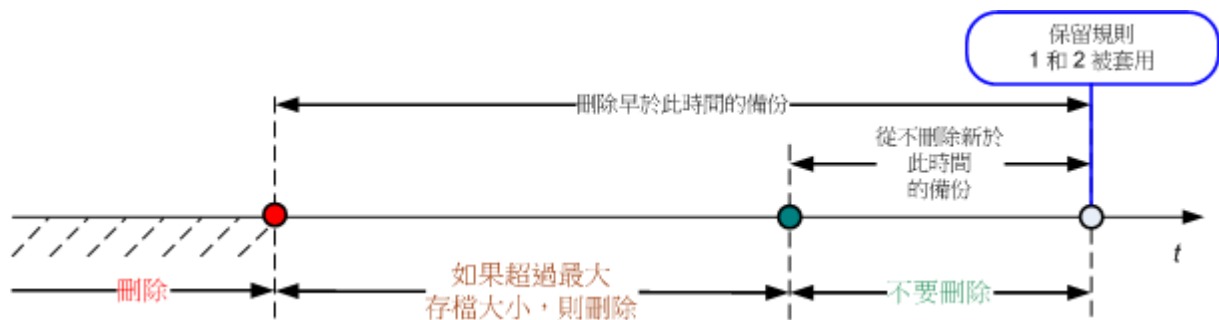 保留規則
1 和 2 被套用
刪除早於此時間的備份
從不刪除新於
此時間
的備份
t
刪除
如果超過最大
存檔大小，則刪除
不要刪除